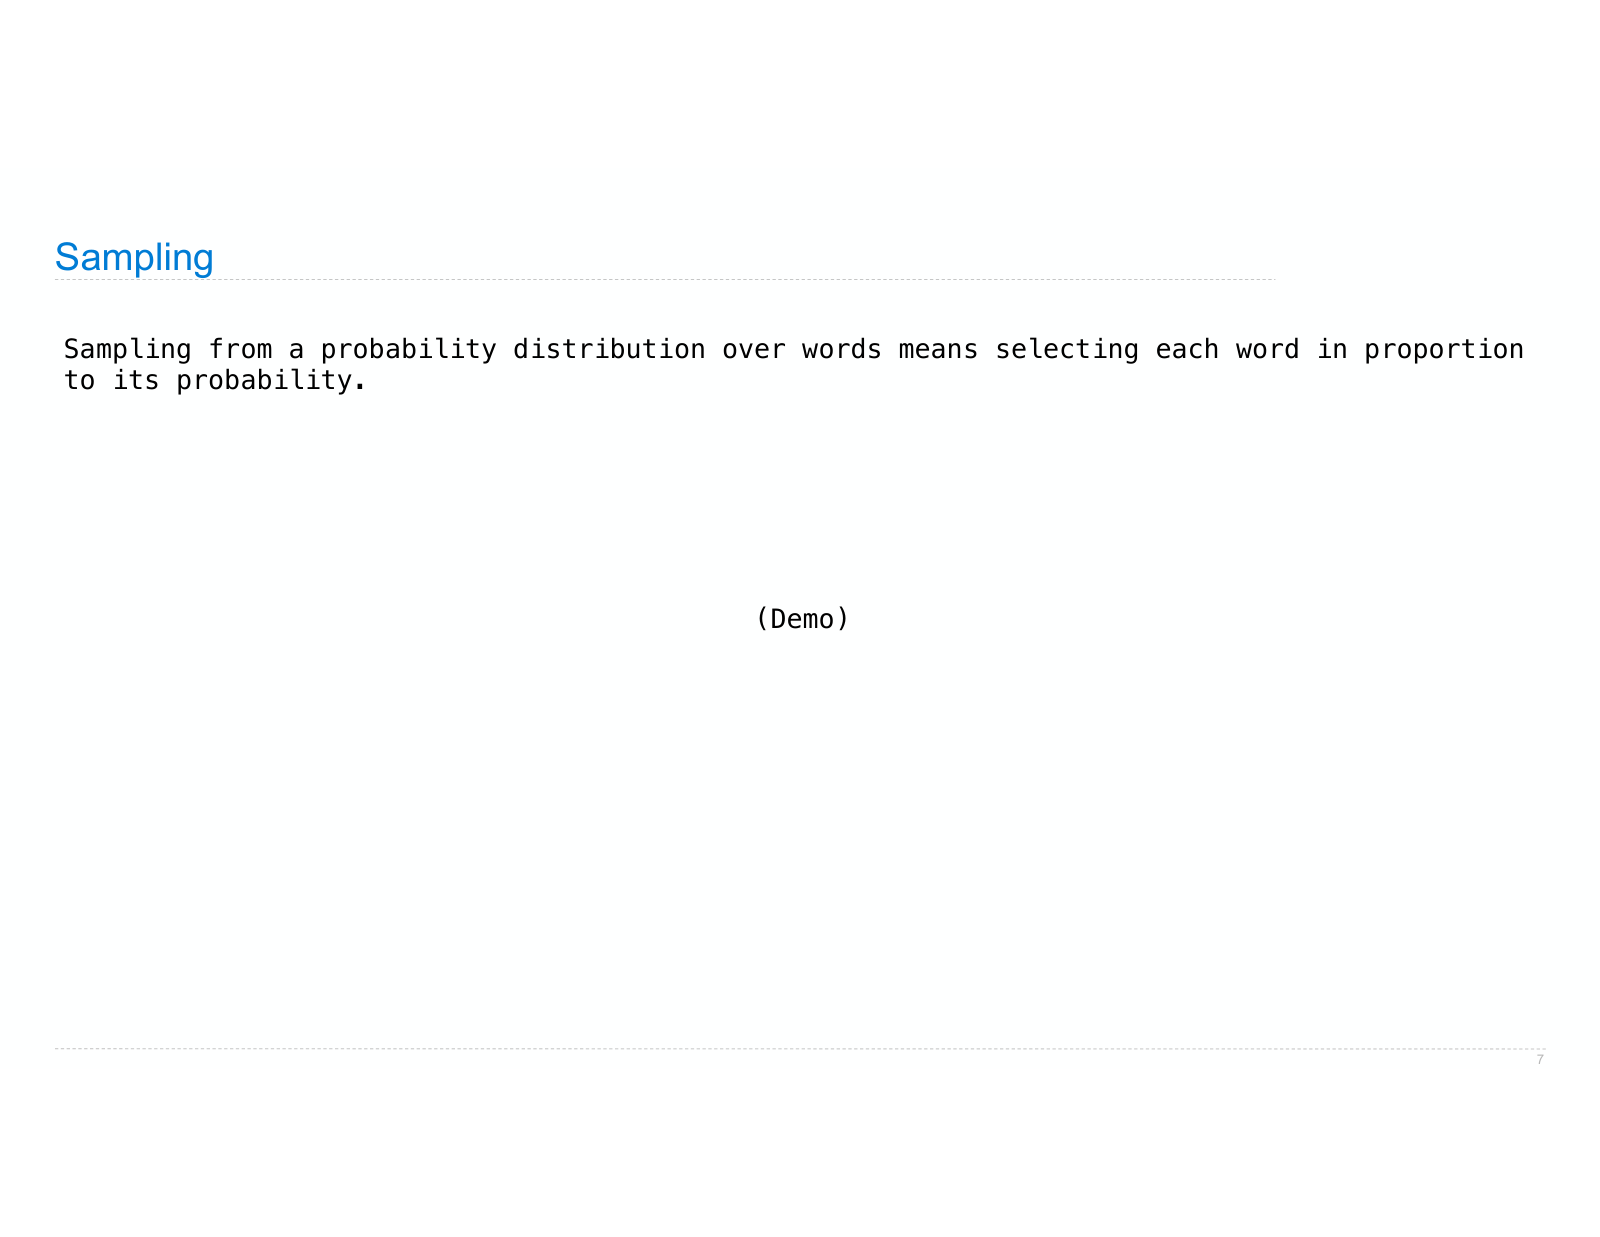 Sampling
Sampling from a probability distribution over words means selecting each word in proportion
to its probability.
(Demo)
7